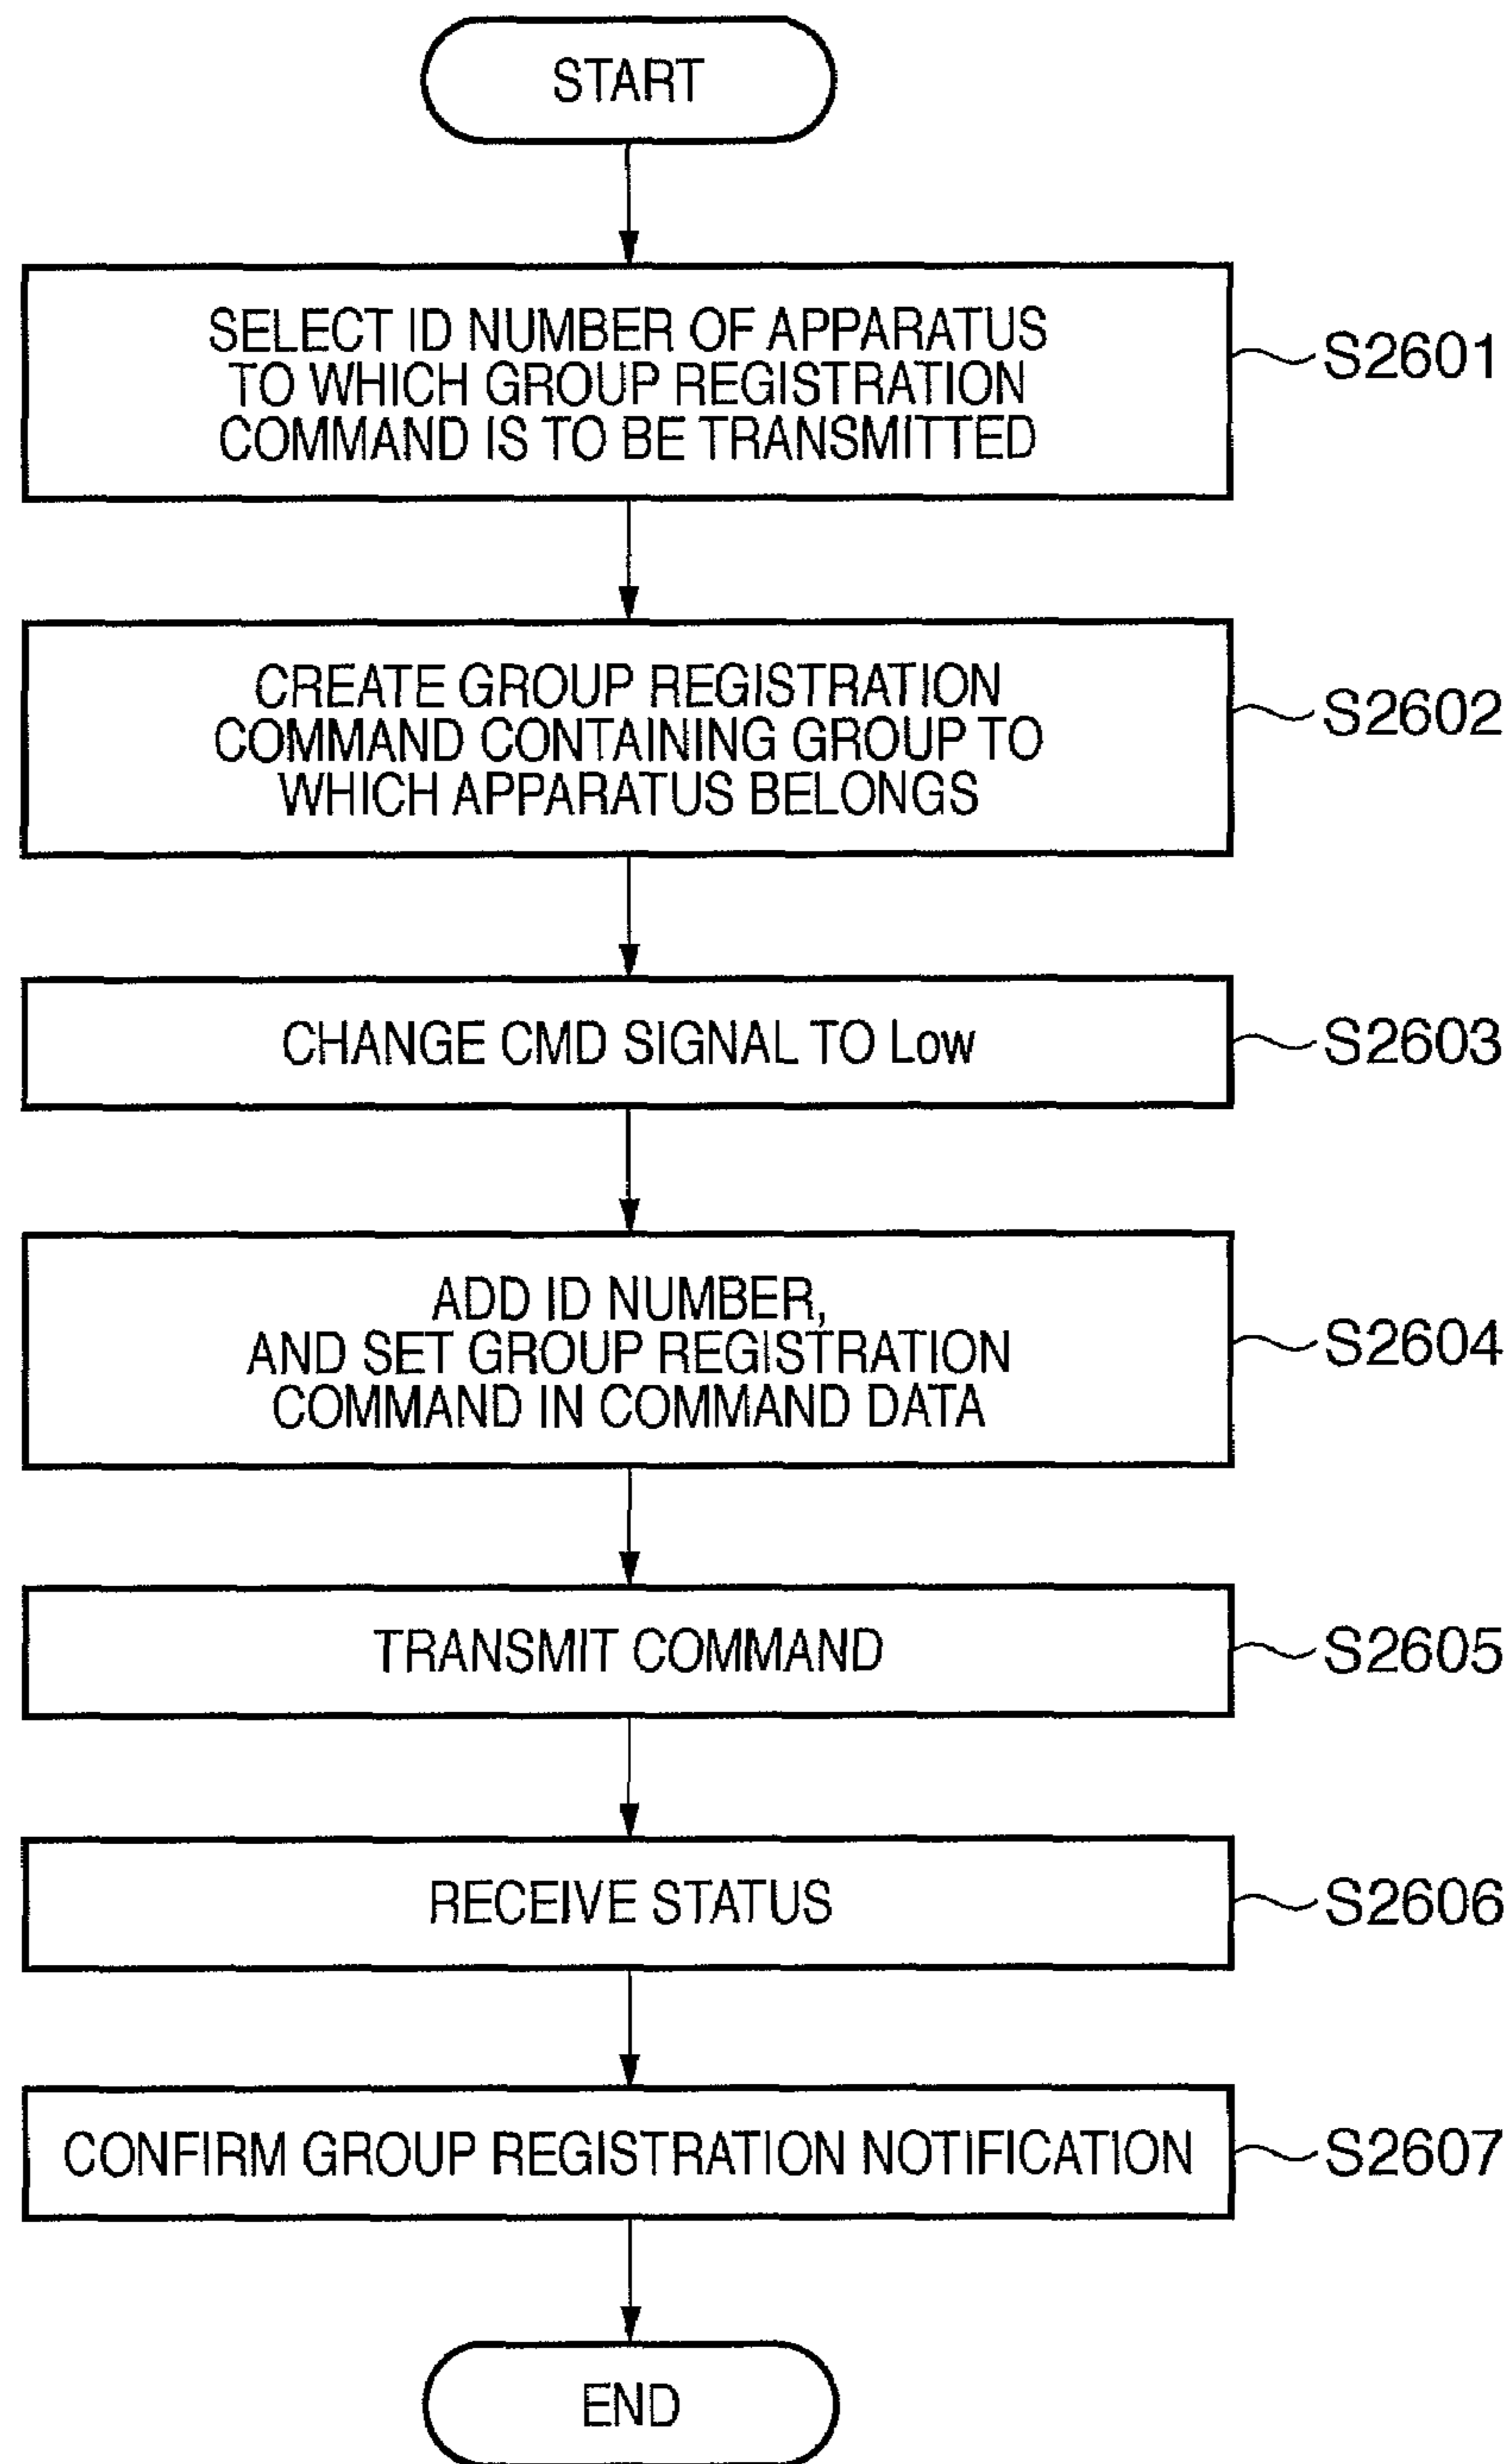 START
SELECT ID NUMBER OF APPARATUS
TO WHICH GROUP REGISTRATION
COMMAND IS TO BE TRANSMITTED
S2601
CREATE GROUP REGISTRATION
COMMAND CONTAINING GROUP TO
WHICH APPARATUS BELONGS
S2602
CHANGE CMD SIGNAL TO Low
S2603
ADD ID NUMBER,
AND SET GROUP REGISTRATION
COMMAND IN COMMAND DATA
S2604
TRANSMIT COMMAND
S2605
RECEIVE STATUS
S2606
CONFIRM GROUP REGISTRATION NOTIFICATION
S2607
END